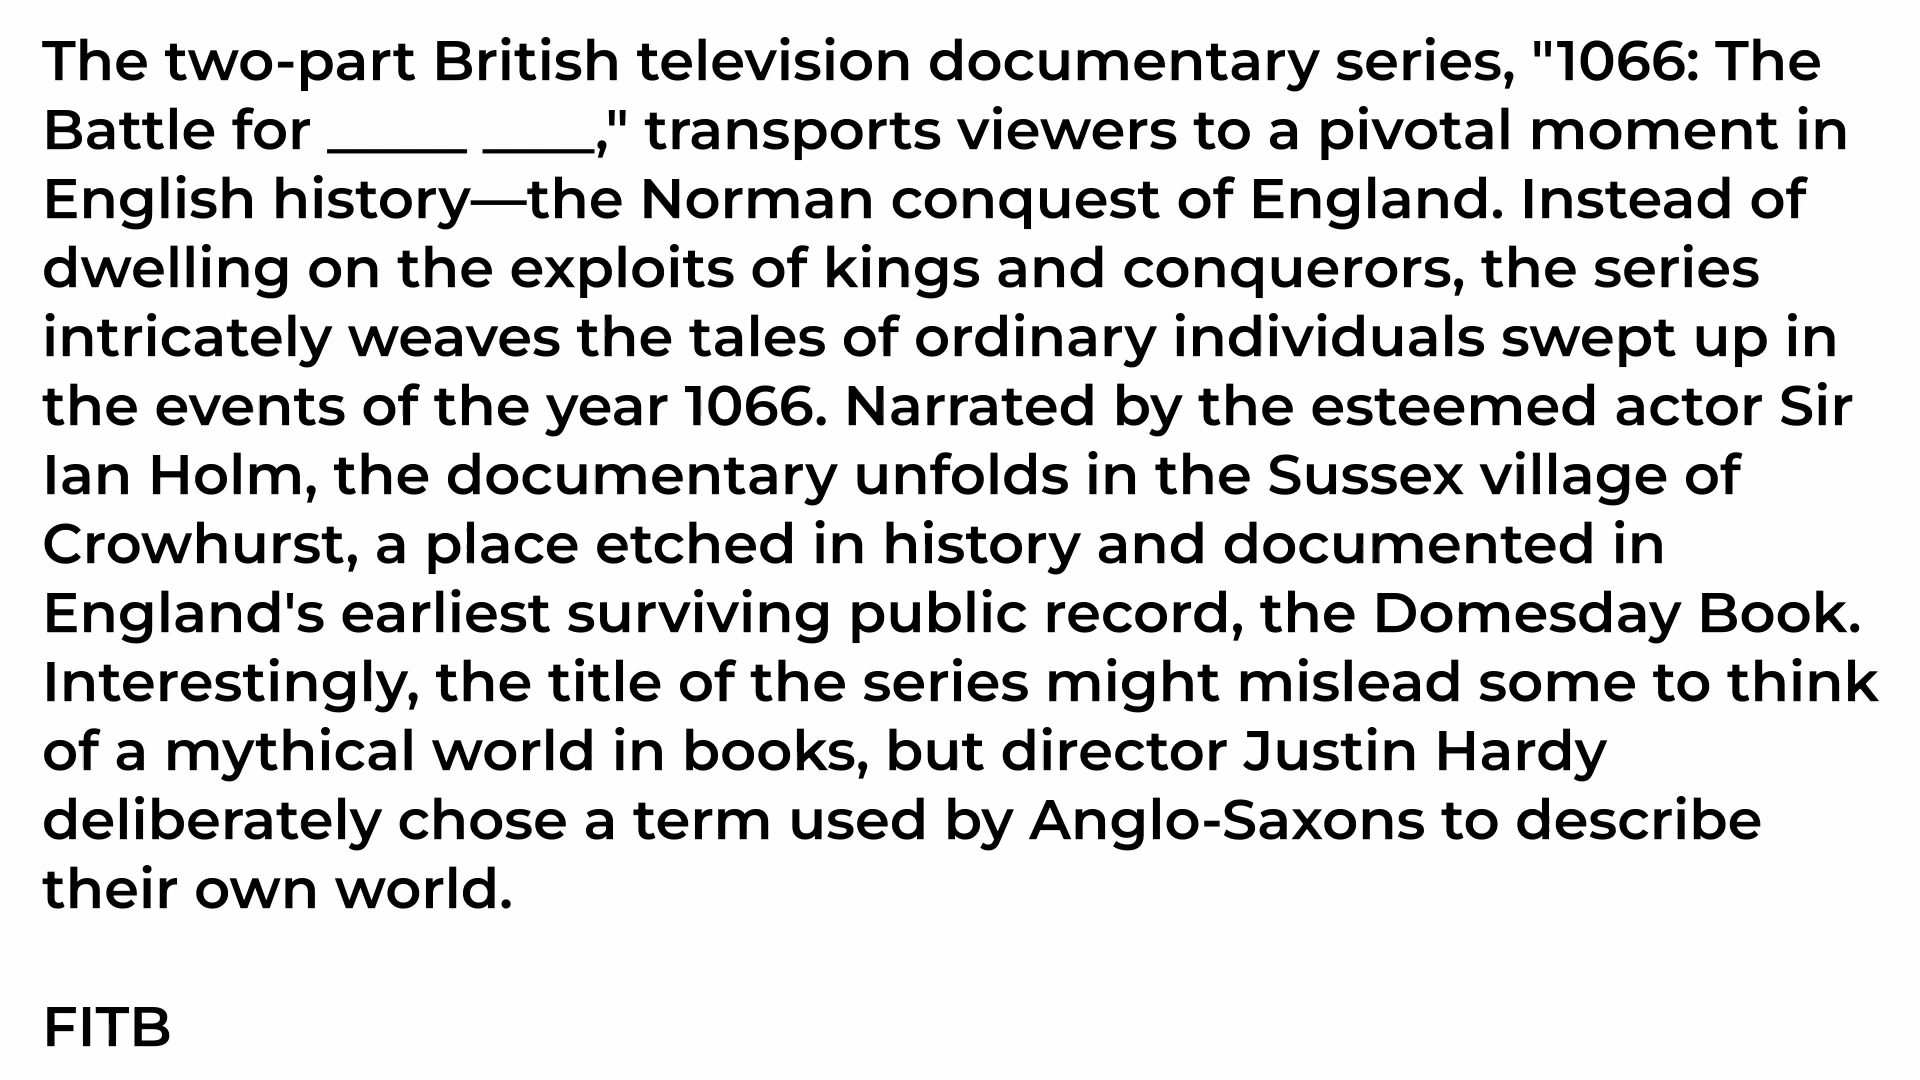 The two-part British television documentary series, "1066: The
Battle for _____ ____," transports viewers to a pivotal moment in
English history—the Norman conquest of England. Instead of
dwelling on the exploits of kings and conquerors, the series
intricately weaves the tales of ordinary individuals swept up in
the events of the year 1066. Narrated by the esteemed actor Sir
Ian Holm, the documentary unfolds in the Sussex village of
Crowhurst, a place etched in history and documented in
England's earliest surviving public record, the Domesday Book.
Interestingly, the title of the series might mislead some to think
of a mythical world in books, but director Justin Hardy
deliberately chose a term used by Anglo-Saxons to describe
their own world.
FITB